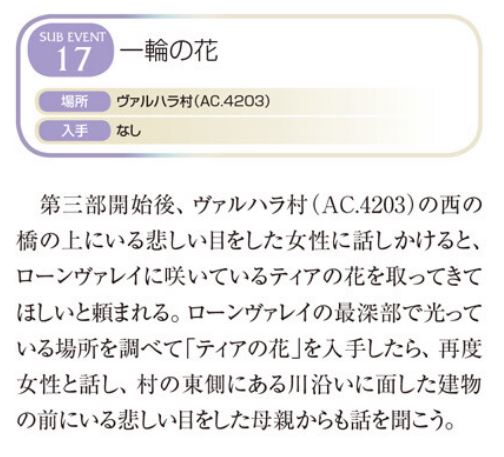 SUB EVENT
17
一輪の花
場所 ヴァルハラ村(AC.4203)
入手 なし
第三部開始後、ヴァルハラ村(AC.4203)の西の
橋の上にいる悲しい目をした女性に話しかけると、
ローンヴァレイに咲いているティアの花を取ってきて
ほしいと頼まれる。ローンヴァレイの最深部で光って
いる場所を調べて「ティアの花」を入手したら、再度
女性と話し、村の東側にある川沿いに面した建物
の前にいる悲しい目をした母親からも話を聞こう。